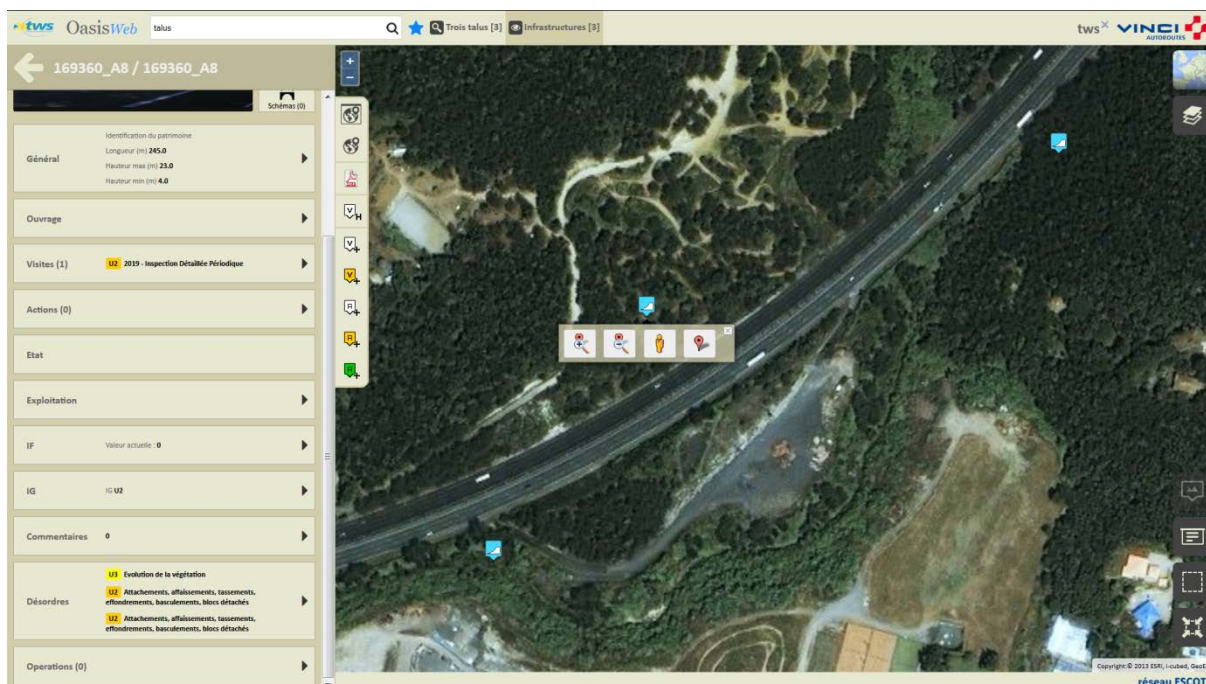 tws OasisWeb talus Trois talus [3] Infrastructures [3] tws X VINCI
AUTOROUTES
169360_A8 / 169360_A8
Schémas (0)
Identification du patrimoine
Général
Longueur (m) 245.0
Hauteur max (m) 23.0
Hauteur min (m) 4.0
Ouvrage
Visites (1) U2 2019 - Inspection Détaillée Périodique
Actions (0)
Etat
Exploitation
IF Valeur actuelle : 0
IG IG U2
Commentaires 0
Désordres
U3 Evolution de la végétation
U2 Attachements, affaissements, tassements,
effondrements, basculements, blocs détachés
U2 Attachements, affaissements, tassements,
effondrements, basculements, blocs détachés
Operations (0)
V H
V +
V +
A +
A +
A +
Copyright:© 2013 ESRI, i-cubed, GeoE
réseau ESCOT